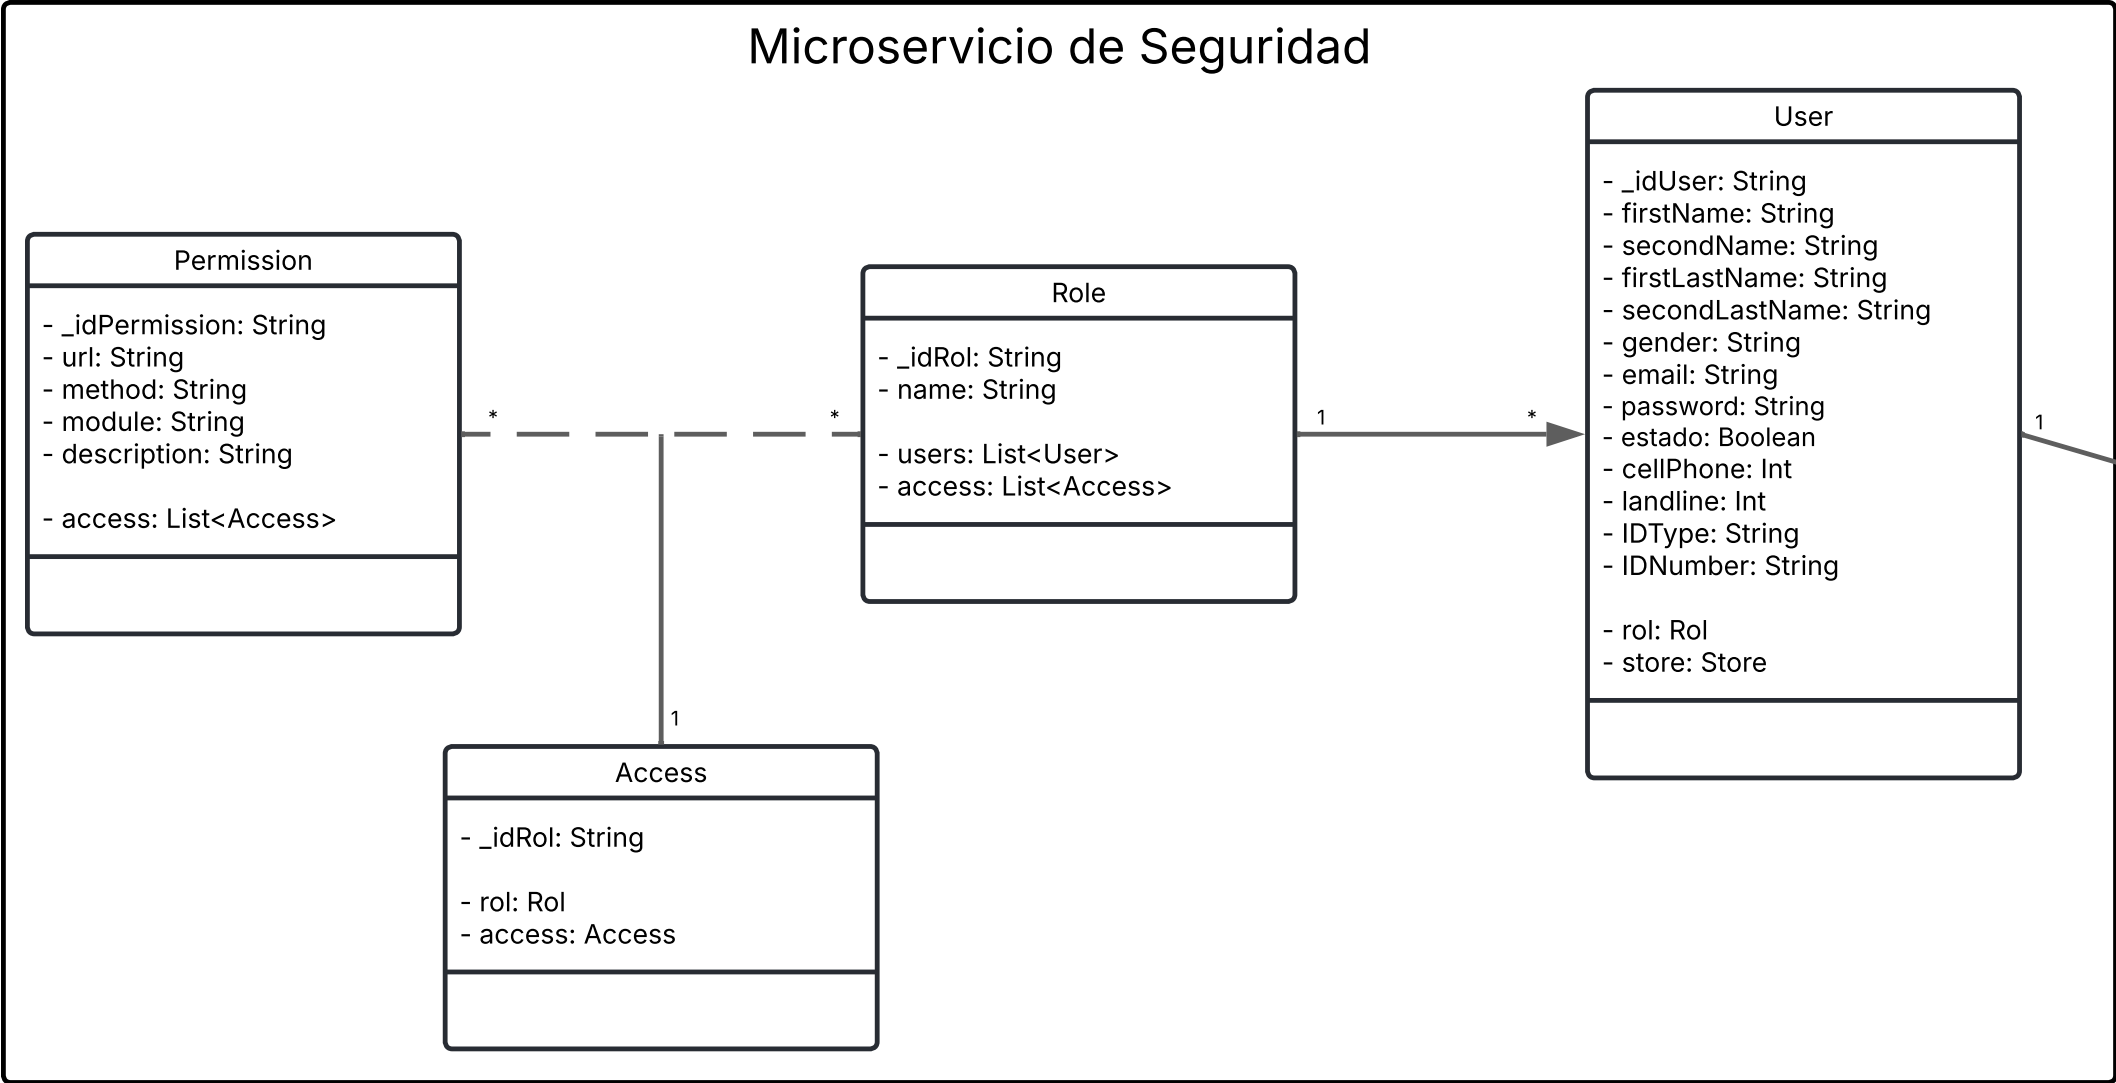 Microservicio de Seguridad
Permission
- _idPermission: String
- url: String
- method: String
- module: String
- description: String
- access: List<Access>
*
*
Role
- _idRol: String
- name: String
- users: List<User>
- access: List<Access>
1
*
User
- _idUser: String
- firstName: String
- secondName: String
- firstLastName: String
- secondLastName: String
- gender: String
- email: String
- password: String
- estado: Boolean
- cellPhone: Int
- landline: Int
- IDType: String
- IDNumber: String
- rol: Rol
- store: Store
1
1
Access
- _idRol: String
- rol: Rol
- access: Access